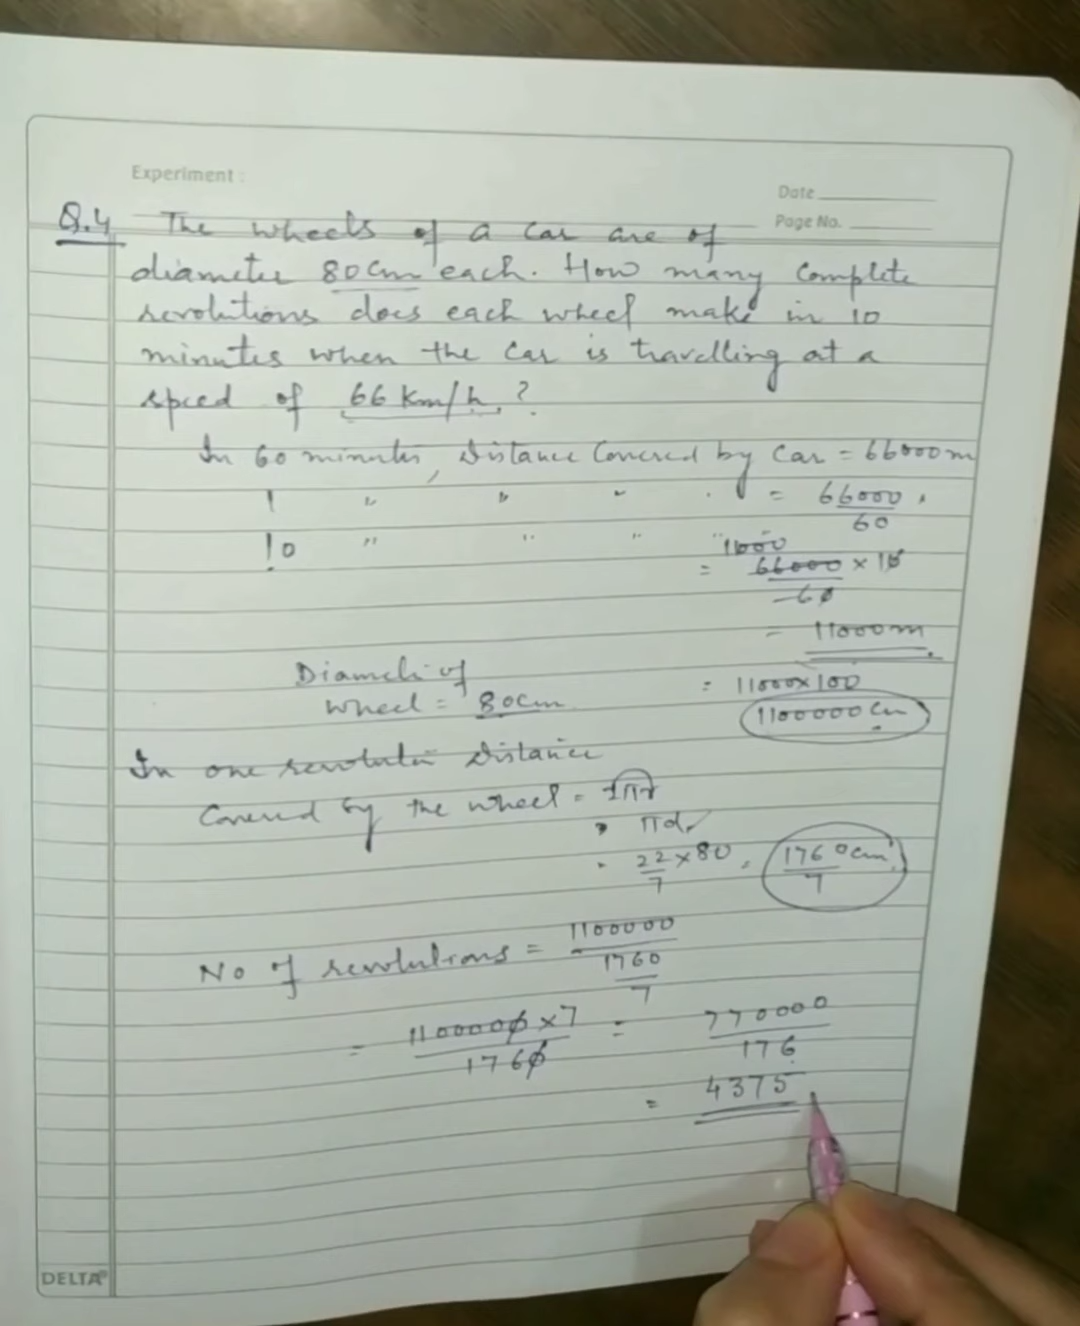 Experiment :
Date
Page No.
Q.4 The wheels of a car are of
diameter 80cm each. How many complete
revolutions does each wheel make in 10
minutes when the car is travelling at a
speed of 66 km/h. ?
In 60 minutes, distance covered by car = 66000m
1 " " " " = 66000
60
10 " " " "
11000
= 66000 × 10
60
= 11000m
Diameter of
wheel = 80cm
= 11000×100
1100000 cm
In one revolution distance
covered by the wheel = 2πr
= πd
= 22/7 × 80 = 1760/7 cm
No of revolutions = 1100000
1760
7
= 1100000 × 7 = 770000
1760 176
= 4375
DELTA